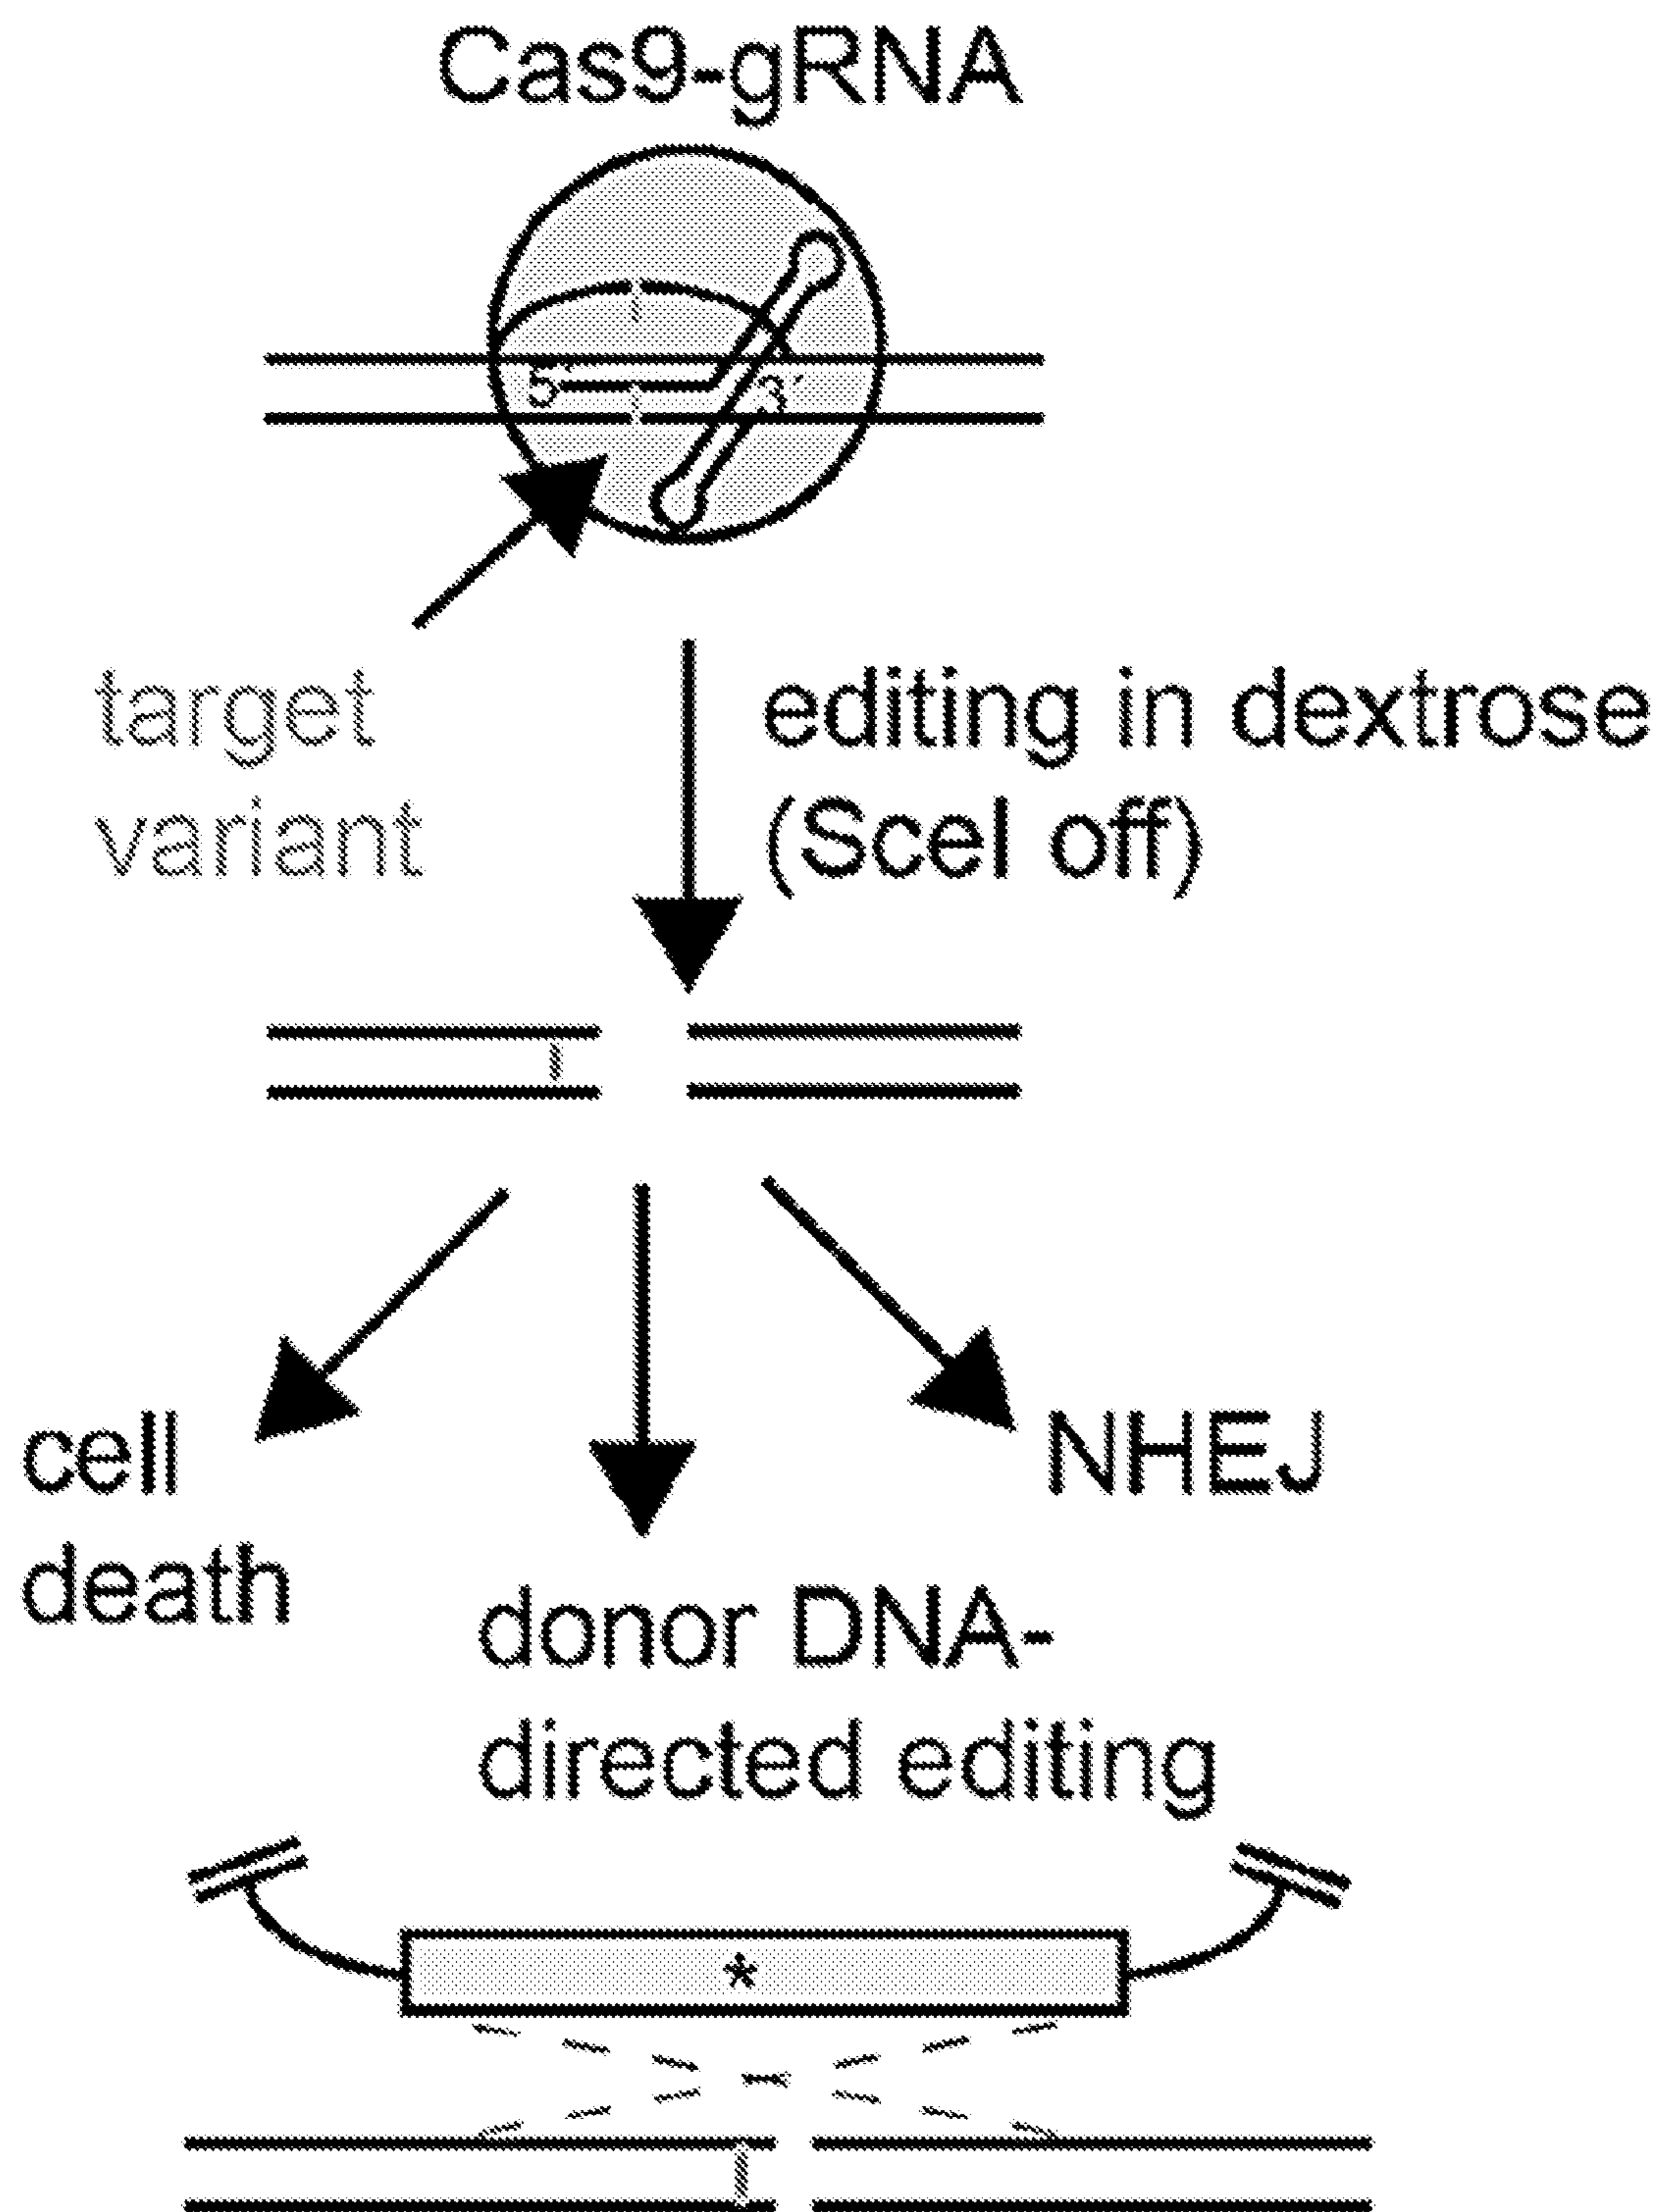 Cas9-gRNA
5´
3´
target
variant
editing in dextrose
(SceI off)
cell
death
NHEJ
donor DNA-
directed editing
*